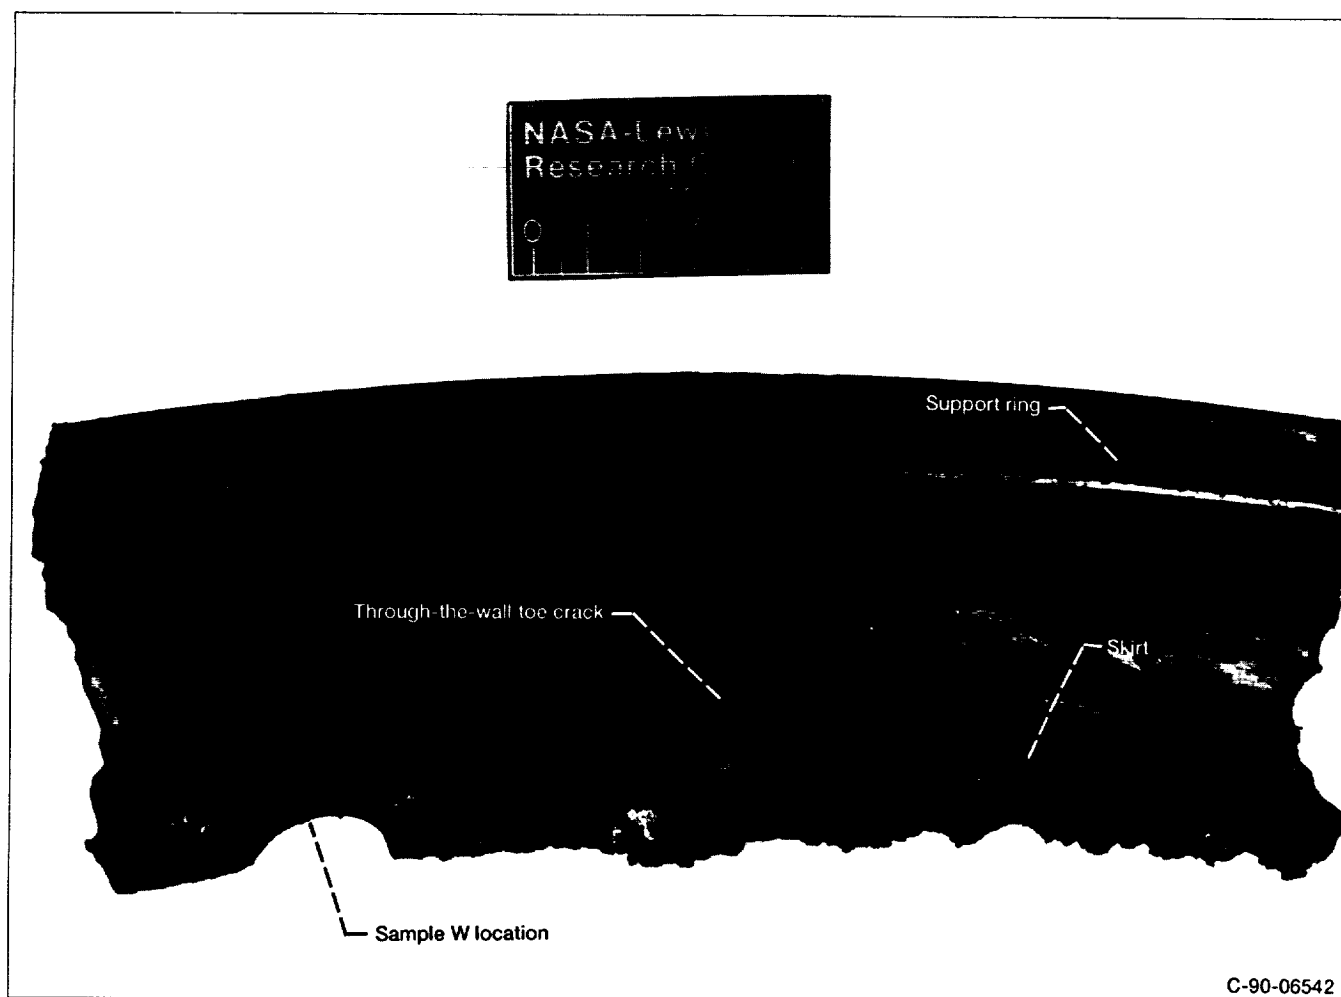 NASA-Lew
Research
0
Support ring
Through-the-wall toe crack
Skirt
Sample W location
C-90-06542